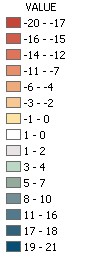 VALUE
-20 - -17
-16 - -15
-14 - -12
-11 - -7
-6 - -4
-3 - -2
-1 - 0
1 - 0
1 - 2
3 - 4
5 - 7
8 - 10
11 - 16
17 - 18
19 - 21